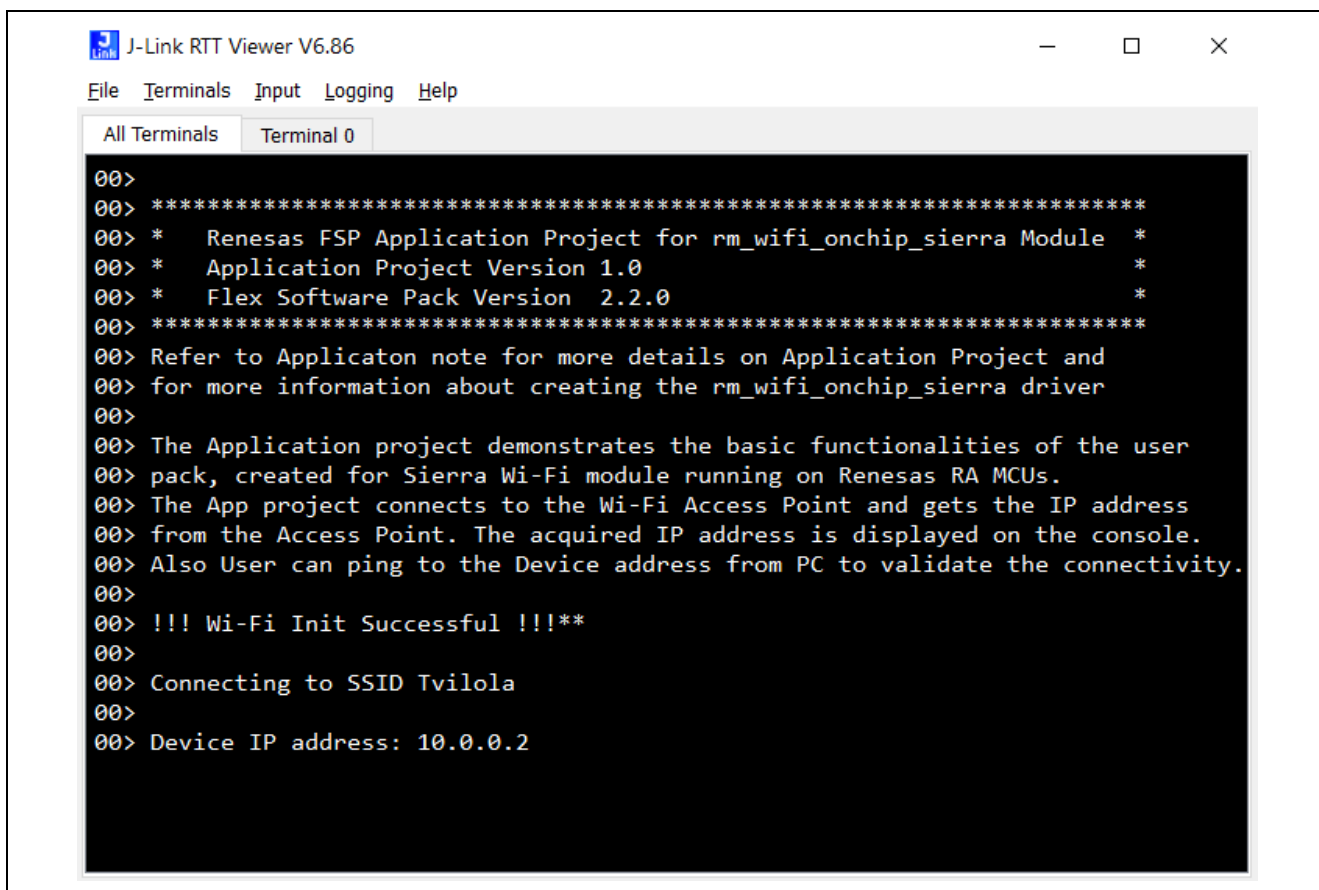 J-Link RTT Viewer V6.86
File Terminals Input Logging Help
All Terminals Terminal 0
00>
00> ***********************************************************************
00> *   Renesas FSP Application Project for rm_wifi_onchip_sierra Module  *
00> *   Application Project Version 1.0                                   *
00> *   Flex Software Pack Version  2.2.0                                 *
00> ***********************************************************************
00> Refer to Applicaton note for more details on Application Project and
00> for more information about creating the rm_wifi_onchip_sierra driver
00>
00> The Application project demonstrates the basic functionalities of the user
00> pack, created for Sierra Wi-Fi module running on Renesas RA MCUs.
00> The App project connects to the Wi-Fi Access Point and gets the IP address
00> from the Access Point. The acquired IP address is displayed on the console.
00> Also User can ping to the Device address from PC to validate the connectivity.
00>
00> !!! Wi-Fi Init Successful !!!**
00>
00> Connecting to SSID Tvilola
00>
00> Device IP address: 10.0.0.2